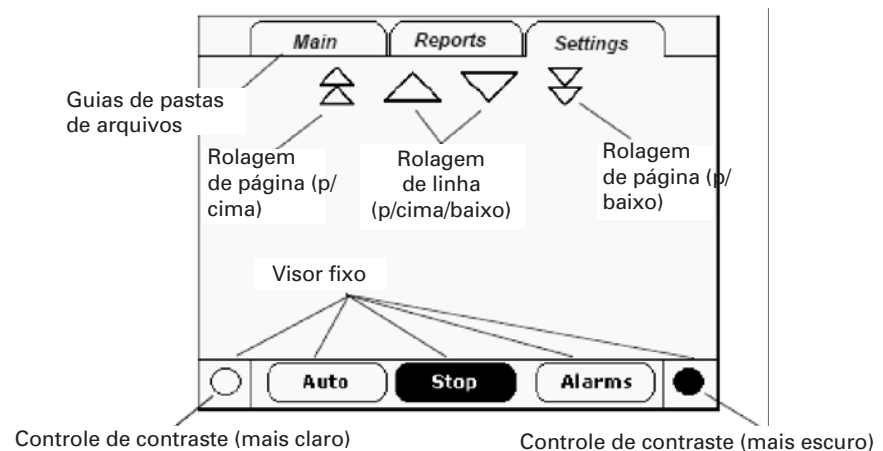 Main Reports Settings
Guias de pastas
de arquivos
Rolagem
de página (p/
cima)
Rolagem
de linha
(p/cima/baixo)
Rolagem
de página (p/
baixo)
Visor fixo
Auto Stop Alarms
Controle de contraste (mais claro)
Controle de contraste (mais escuro)